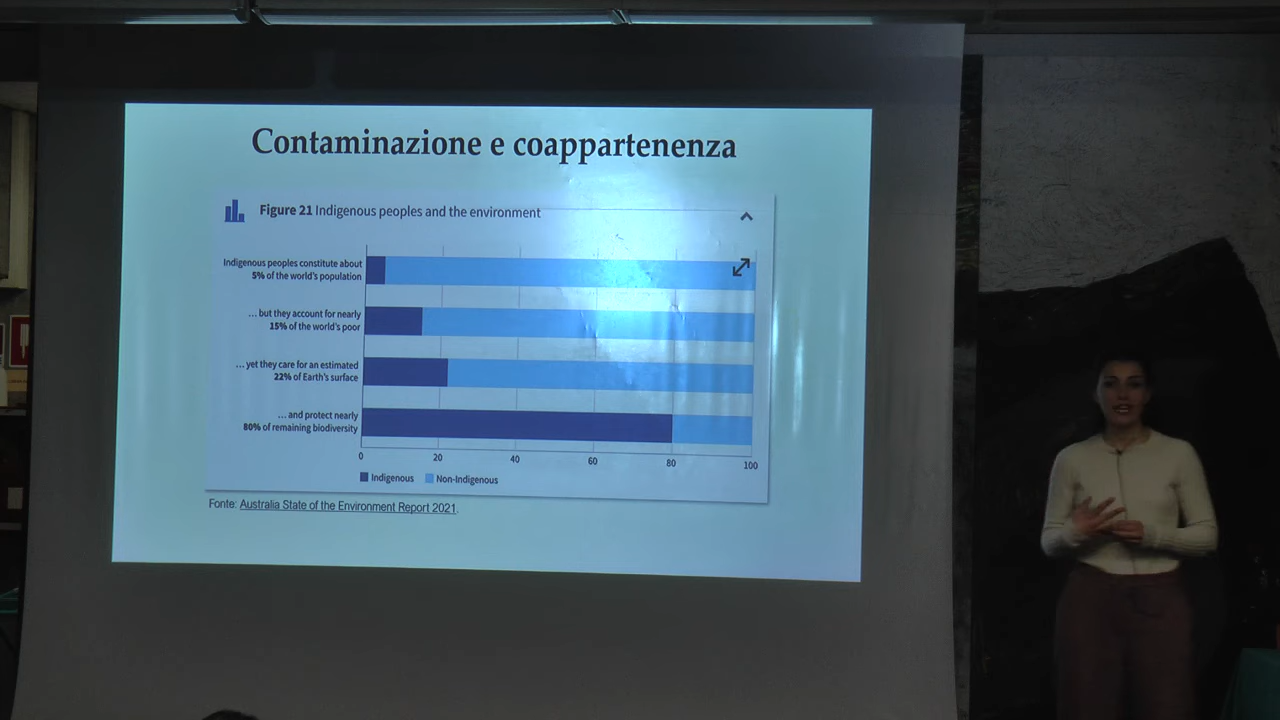 Contaminazione e coappartenenza
Figure 21 Indigenous peoples and the environment
Indigenous peoples constitute about
5% of the world's population
... but they account for nearly
15% of the world's poor
... yet they care for an estimated
22% of Earth's surface
... and protect nearly
80% of remaining biodiversity
0 20 40 60 80 100
Indigenous Non-Indigenous
Fonte: Australia State of the Environment Report 2021.